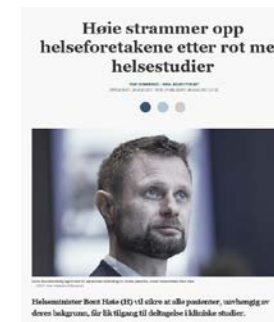 Høie strammer opp
helseforetakene etter rot me
helsestudier
Helseminister Bent Høie (H) vil sikre at alle pasienter, uavhengig av
deres bakgrunn, får lik tilgang til deltagelse i kliniske studier.